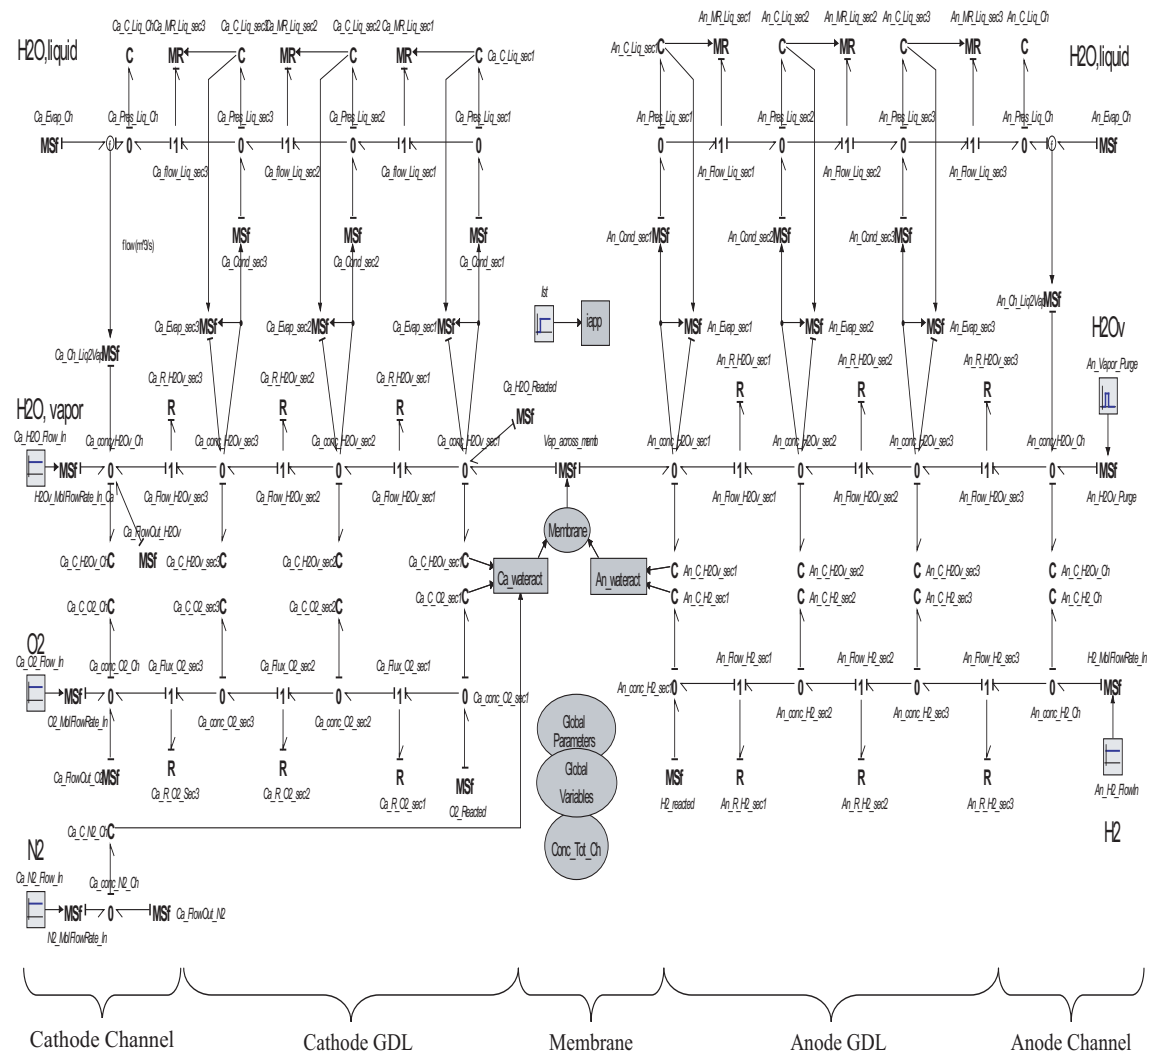 Ca_C_Liq_Ch Ca_MR_Liq_sec3 Ca_C_Liq_sec3 Ca_MR_Liq_sec2 Ca_C_Liq_sec2 Ca_MR_Liq_sec1
An_MR_Liq_sec1 An_C_Liq_sec2 An_MR_Liq_sec2 An_C_Liq_sec3 An_MR_Liq_sec3 An_C_Liq_Ch
H2O,liquid C MR C MR C MR C Ca_C_Liq_sec1
An_C_Liq_sec1 C MR C MR C MR C H2O,liquid
Ca_Evap_Ch Ca_Pres_Liq_Ch Ca_Pres_Liq_sec3 Ca_Pres_Liq_sec2 Ca_Pres_Liq_sec1
An_Pres_Liq_sec1 An_Pres_Liq_sec2 An_Pres_Liq_sec3 An_Pres_Liq_Ch An_Evap_Ch
MSf f 0 1 0 1 0 1 0
0 1 0 1 0 1 0 f MSf
Ca_flow_Liq_sec3 Ca_flow_Liq_sec2 Ca_flow_Liq_sec1
An_Flow_Liq_sec1 An_Flow_Liq_sec2 An_Flow_Liq_sec3
flow(m^3/s) MSf MSf MSf
An_Cond_sec1 MSf An_Cond_sec2 MSf An_Cond_sec3 MSf
Ca_Cond_sec3 Ca_Cond_sec2 Ca_Cond_sec1
Ist
iapp
An_Ch_Liq2Vap MSf
Ca_Evap_sec3 MSf Ca_Evap_sec2 MSf Ca_Evap_sec1 MSf
MSf An_Evap_sec1 MSf An_Evap_sec2 MSf An_Evap_sec3
H2Ov
Ca_Ch_Liq2Vap MSf
An_R_H2Ov_sec1 An_R_H2Ov_sec2 An_R_H2Ov_sec3 An_Vapor_Purge
Ca_R_H2Ov_sec3 Ca_R_H2Ov_sec2 Ca_R_H2Ov_sec1 Ca_H2O_Reacted
R R R
R R R MSf
H2O, vapor
Ca_H2O_Flow_In Ca_conc_H2Ov_Ch Ca_conc_H2Ov_sec3 Ca_conc_H2Ov_sec2 Ca_conc_H2Ov_sec1 Vap_across_memb An_conc_H2Ov_sec1 An_conc_H2Ov_sec2 An_conc_H2Ov_sec3 An_conc_H2Ov_Ch
MSf 0 1 0 1 0 1 0 MSf 0 1 0 1 0 1 0 MSf
H2Ov_MolFlowRate_In_Ca Ca_Flow_H2Ov_sec3 Ca_Flow_H2Ov_sec2 Ca_Flow_H2Ov_sec1 An_Flow_H2Ov_sec1 An_Flow_H2Ov_sec2 An_Flow_H2Ov_sec3 An_H2Ov_Purge
Ca_FlowOut_H2Ov Membrane
Ca_C_H2Ov_Ch C MSf Ca_C_H2Ov_sec3 C Ca_C_H2Ov_sec2 C Ca_C_H2Ov_sec1 C
C An_C_H2Ov_sec1 C An_C_H2Ov_sec2 C An_C_H2Ov_sec3 C An_C_H2Ov_Ch
Ca_wateract An_wateract
Ca_C_O2_Ch C Ca_C_O2_sec3 C Ca_C_O2_sec2 C Ca_C_O2_sec1 C
C An_C_H2_sec1 C An_C_H2_sec2 C An_C_H2_sec3 C An_C_H2_Ch
O2
Ca_O2_Flow_In Ca_conc_O2_Ch Ca_Flux_O2_sec3 Ca_Flux_O2_sec2 Ca_Flux_O2_sec1
An_Flow_H2_sec1 An_Flow_H2_sec2 An_Flow_H2_sec3 H2_MolFlowRate_In
MSf 0 1 0 1 0 1 0 Ca_conc_O2_sec1
An_conc_H2_sec1 0 1 0 1 0 1 0 MSf
O2_MolFlowRate_In Ca_conc_O2_sec3 Ca_conc_O2_sec2
An_conc_H2_sec2 An_conc_H2_sec3 An_conc_H2_Ch
Global
Parameters
Global
Variables
Ca_FlowOut_O2 MSf R R R MSf
MSf R R R
Ca_R_O2_Sec3 Ca_R_O2_sec2 Ca_R_O2_sec1 O2_Reacted
H2_reacted An_R_H2_sec1 An_R_H2_sec2 An_R_H2_sec3 An_H2_FlowIn
Ca_C_N2_Ch C H2
N2 Conc_Tot_Ch
Ca_N2_Flow_In Ca_conc_N2_Ch
MSf 0 MSf Ca_FlowOut_N2
N2_MolFlowRate_In
Cathode Channel Cathode GDL Membrane Anode GDL Anode Channel